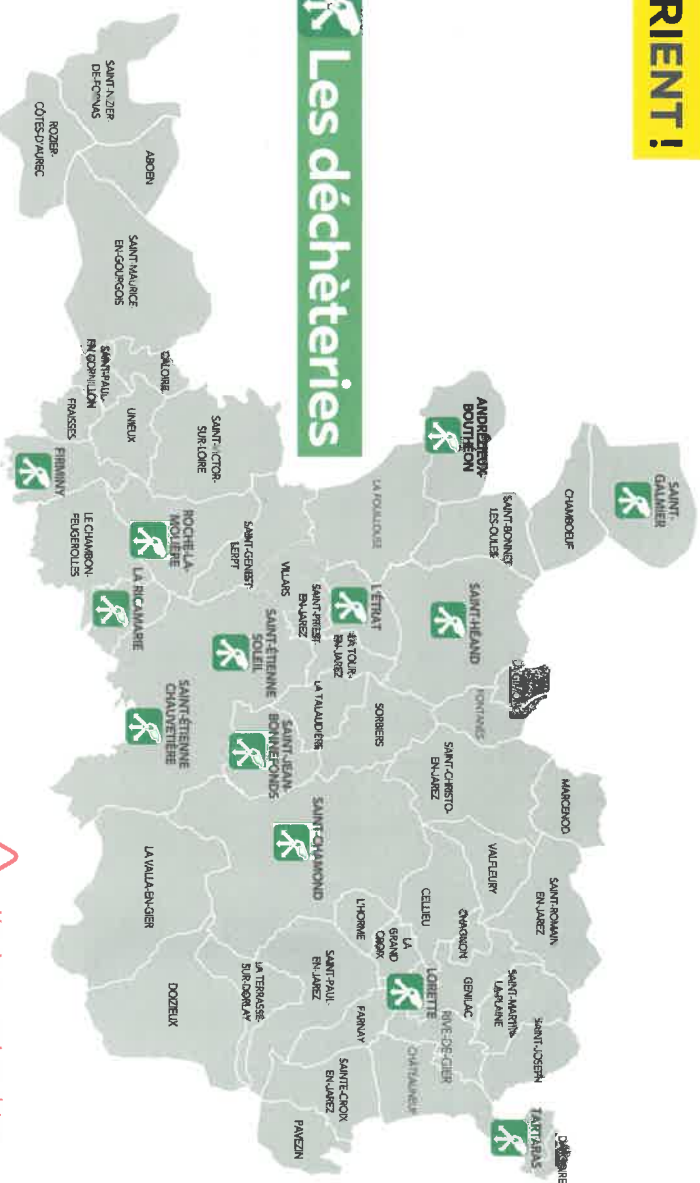 RIENT !
Les déchèteries
SAINT-
GALMIER
CHAMBOEUF
ANDRÉZIEUX-
BOUTHÉON
SAINT-BONNET
LES-OULES
SAINT-HÉAND
FONTANÈS
MARCENOD
SAINT-ROMAIN
EN-JAREZ
VALFLEURY
SAINT-CHRISTO-
EN-JAREZ
CHAGNON
SAINT-MARTIN
LA-PLAINE
SAINT-JOSEPH
TARTARAS
LA FOUILLOUSE
L'ÉTRAT
LA TOUR-
EN-JAREZ
SORBIERS
CELLIEU
GENILAC
RIVE-DE-GIER
LA
GRAND
CROIX
LORETTE
CHÂTEAUNEUF
SAINT-PRIEST
EN-JAREZ
LA TALAUDIÈRE
L'HORME
FARNAY
SAINTE-CROIX
EN-JAREZ
VILLARS
SAINT-CHAMOND
SAINT-PAUL
EN-JAREZ
PAVEZIN
SAINT-ÉTIENNE
SOLEIL
SAINT-JEAN-
BONNEFONDS
LA TERRASSE-
SUR-DORLAY
SAINT-GENEST-
LERPT
SAINT-VICTOR-
SUR-LOIRE
ROCHE-LA-
MOLIÈRE
SAINT-ÉTIENNE
CHAUVETIÈRE
LA VALLA-EN-GIER
DOIZIEUX
CALOIRE
UNIEUX
LA RICAMARIE
SAINT-NIZIER-
DE-FORNAS
ABOEN
SAINT-MAURICE
EN-GOURGOIS
SAINT-PAUL-
EN CORNILLON
FRAISSES
FIRMINY
LE CHAMBON-
FEUGEROLLES
ROZIER-
CÔTES-D'AUREC